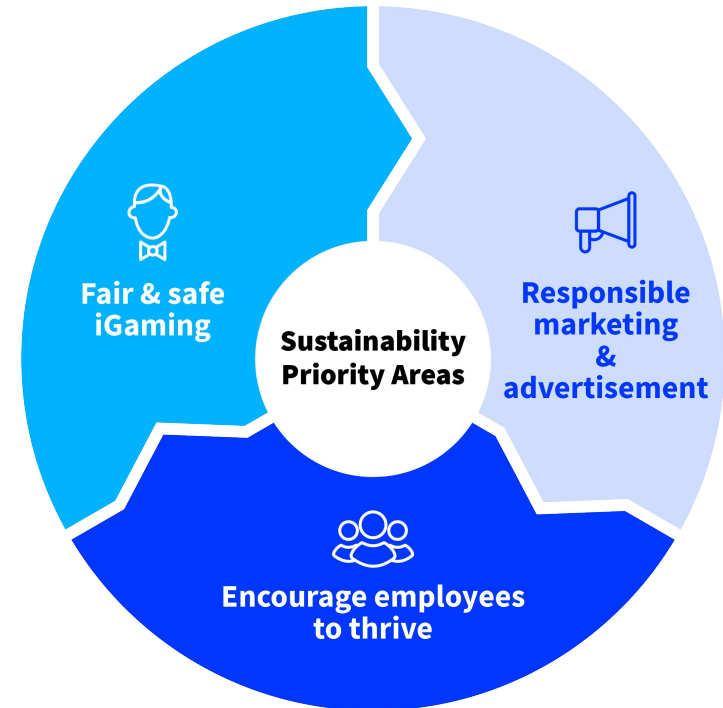 Fair & safe
iGaming
Responsible
marketing
&
advertisement
Sustainability
Priority Areas
Encourage employees
to thrive